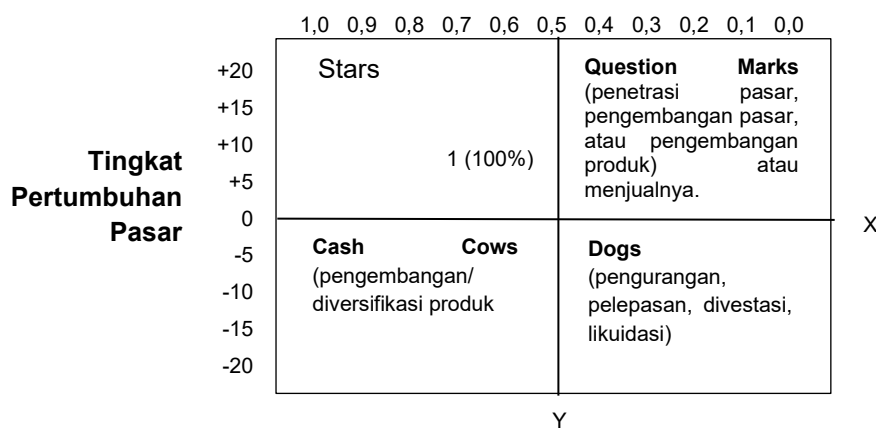 1,0 0,9 0,8 0,7 0,6 0,5 0,4 0,3 0,2 0,1 0,0
Tingkat
Pertumbuhan
Pasar
+20
+15
+10
+5
0
-5
-10
-15
-20
Stars
1 (100%)
Question Marks
(penetrasi pasar,
pengembangan pasar,
atau pengembangan
produk) atau
menjualnya.
X
Cash Cows
(pengembangan/
diversifikasi produk
Dogs
(pengurangan,
pelepasan, divestasi,
likuidasi)
Y